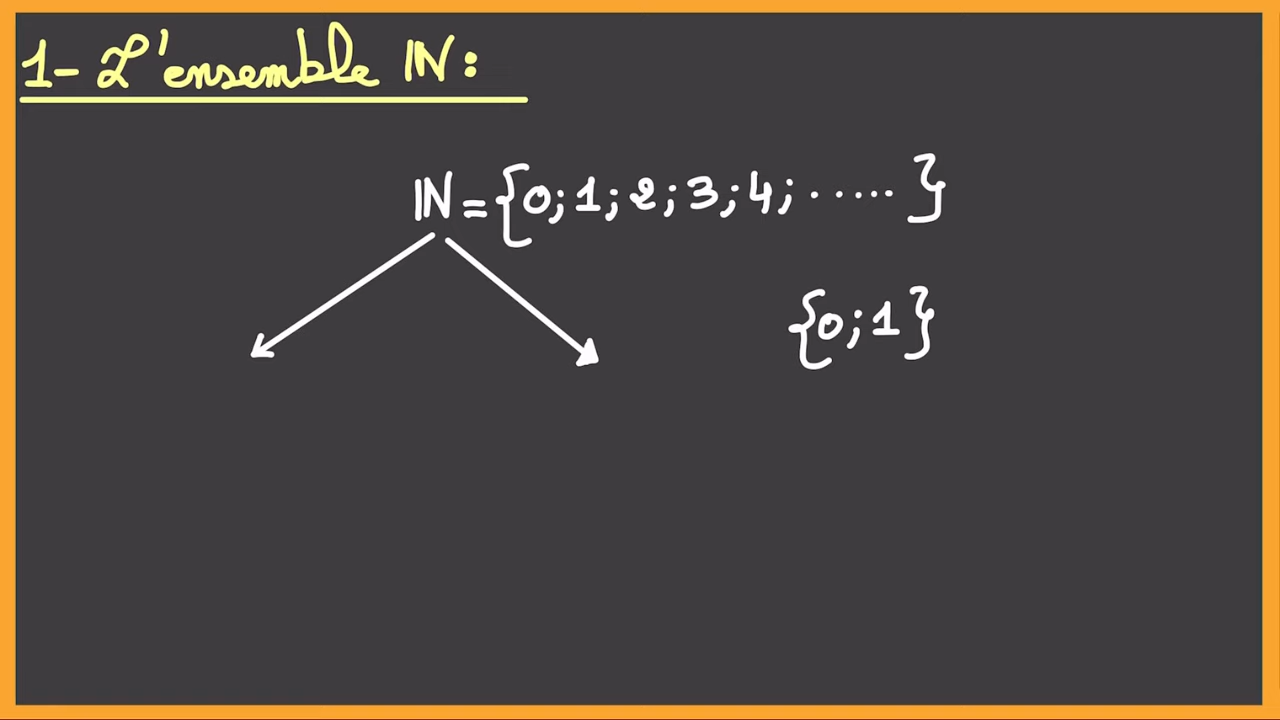 1- L'ensemble IN:
IN={0;1;2;3;4;.....}
{0;1}